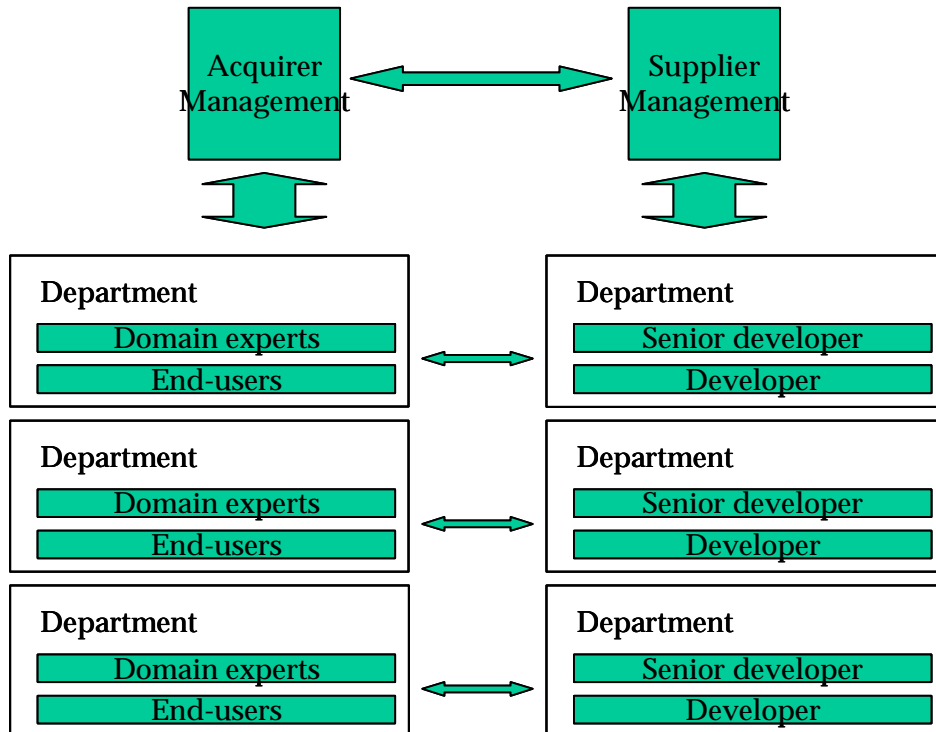 Acquirer
Management
Supplier
Management
Department
Domain experts
End-users
Department
Senior developer
Developer
Department
Domain experts
End-users
Department
Senior developer
Developer
Department
Domain experts
End-users
Department
Senior developer
Developer